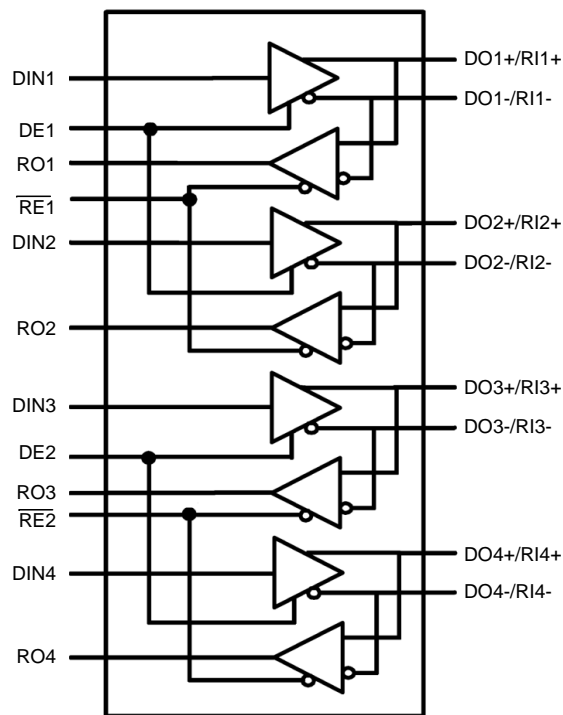 DIN1
DO1+/RI1+
DO1-/RI1-
DE1
RO1
RE1
DIN2
DO2+/RI2+
DO2-/RI2-
RO2
DIN3
DO3+/RI3+
DO3-/RI3-
DE2
RO3
RE2
DIN4
DO4+/RI4+
DO4-/RI4-
RO4